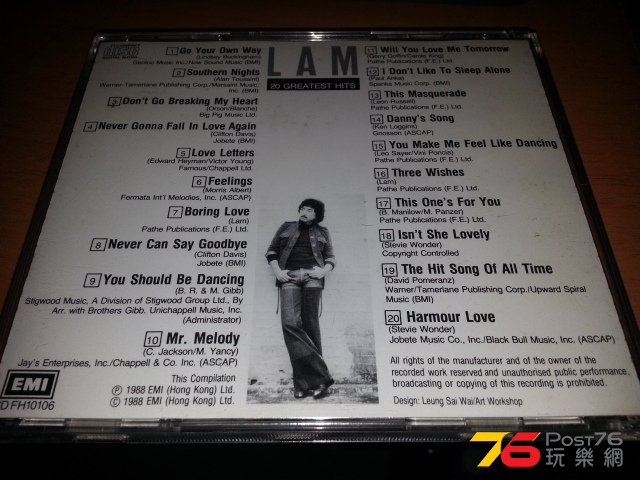 COMPACT
disc
DIGITAL AUDIO
LAM
20 GREATEST HITS
1 Go Your Own Way
(Lindsey Buckingham)
Gentoo Music Inc./Now Sound Music (BMI)
2 Southern Nights
(Alan Toussaint)
Warner-Tamerlane Publishing Corp./Marsaint Music/
Inc. (BMI)
3 Don't Go Breaking My Heart
(Orson/Blanche)
Big Pig Music Ltd.
4 Never Gonna Fall In Love Again
(Clifton Davis)
Jobete (BMI)
5 Love Letters
(Edward Heyman/Victor Young)
Famous/Chappell Ltd.
6 Feelings
(Morris Albert)
Fermata Int'l Melodies, Inc. (ASCAP)
7 Boring Love
(Lam)
Pathe Publications (F.E.) Ltd.
8 Never Can Say Goodbye
(Clifton Davis)
Jobete (BMI)
9 You Should Be Dancing
(B. R. & M. Gibb)
Stigwood Music, A Division of Stigwood Group Ltd., By
Arr. with Brothers Gibb. Unichappell Music, Inc.
(Administrator)
10 Mr. Melody
(C. Jackson/M. Yancy)
Jay's Enterprises, Inc./Chappell & Co. Inc. (ASCAP)
This Compilation
Ⓟ 1988 EMI (Hong Kong) Ltd.
© 1988 EMI (Hong Kong) Ltd.
EMI
CD FH10106
11 Will You Love Me Tomorrow
(Gerry Goffin/Carole King)
Pathe Publications (F.E.) Ltd.
12 I Don't Like To Sleep Alone
(Paul Anka)
Spanka Music Corp. (BMI)
13 This Masquerade
(Leon Russell)
Pathe Publications (F.E.) Ltd.
14 Danny's Song
(Ken Loggins)
Gnossos (ASCAP)
15 You Make Me Feel Like Dancing
(Leo Sayer/Vini Poncia)
Pathe Publications (F.E.) Ltd.
16 Three Wishes
(Lam)
Pathe Publications (F.E.) Ltd.
17 This One's For You
(B. Manilow/M. Panzer)
Pathe Publications (F.E.) Ltd.
18 Isn't She Lovely
(Stevie Wonder)
Copyright Controlled
19 The Hit Song Of All Time
(David Pomeranz)
Warner/Tamerlane Publishing Corp./Upward Spiral
Music (BMI)
20 Harmour Love
(Stevie Wonder)
Jobete Music Co., Inc./Black Bull Music, Inc. (ASCAP)
All rights of the manufacturer and of the owner of the
recorded work reserved and unauthorised public performance,
broadcasting or copying of this recording is prohibited.
Design: Leung Sai Wai/Art Workshop
76 Post76
玩樂網